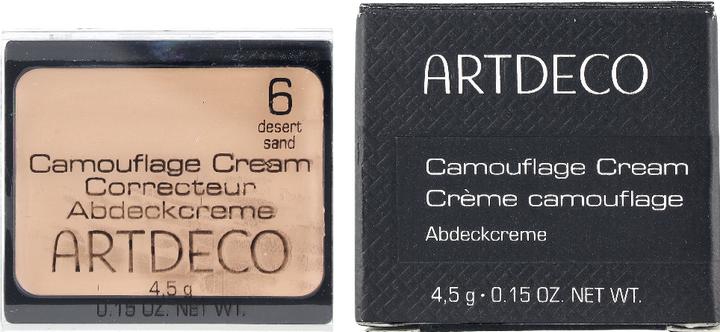 6
desert
sand
Camouflage Cream
Correcteur
Abdeckcreme
ARTDECO
4,5 g
0.15 OZ. NET WT.
ARTDECO
Camouflage Cream
Crème camouflage
Abdeckcreme
4,5 g · 0.15 OZ. NET WT.